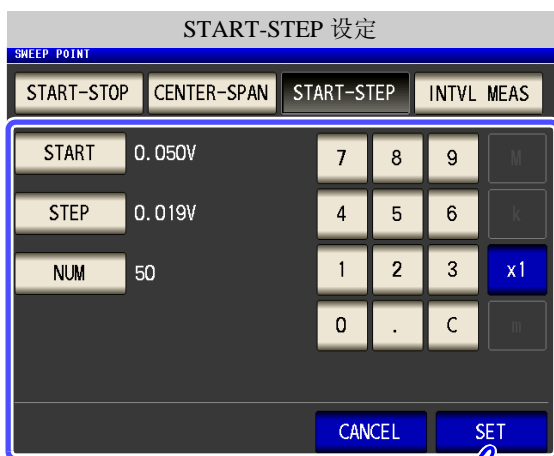 START-STEP 设定
SWEEP POINT
START-STOP CENTER-SPAN START-STEP INTVL MEAS
START 0.050V 7 8 9 M
STEP 0.019V 4 5 6 k
NUM 50 1 2 3 x1
0 . C m
CANCEL SET